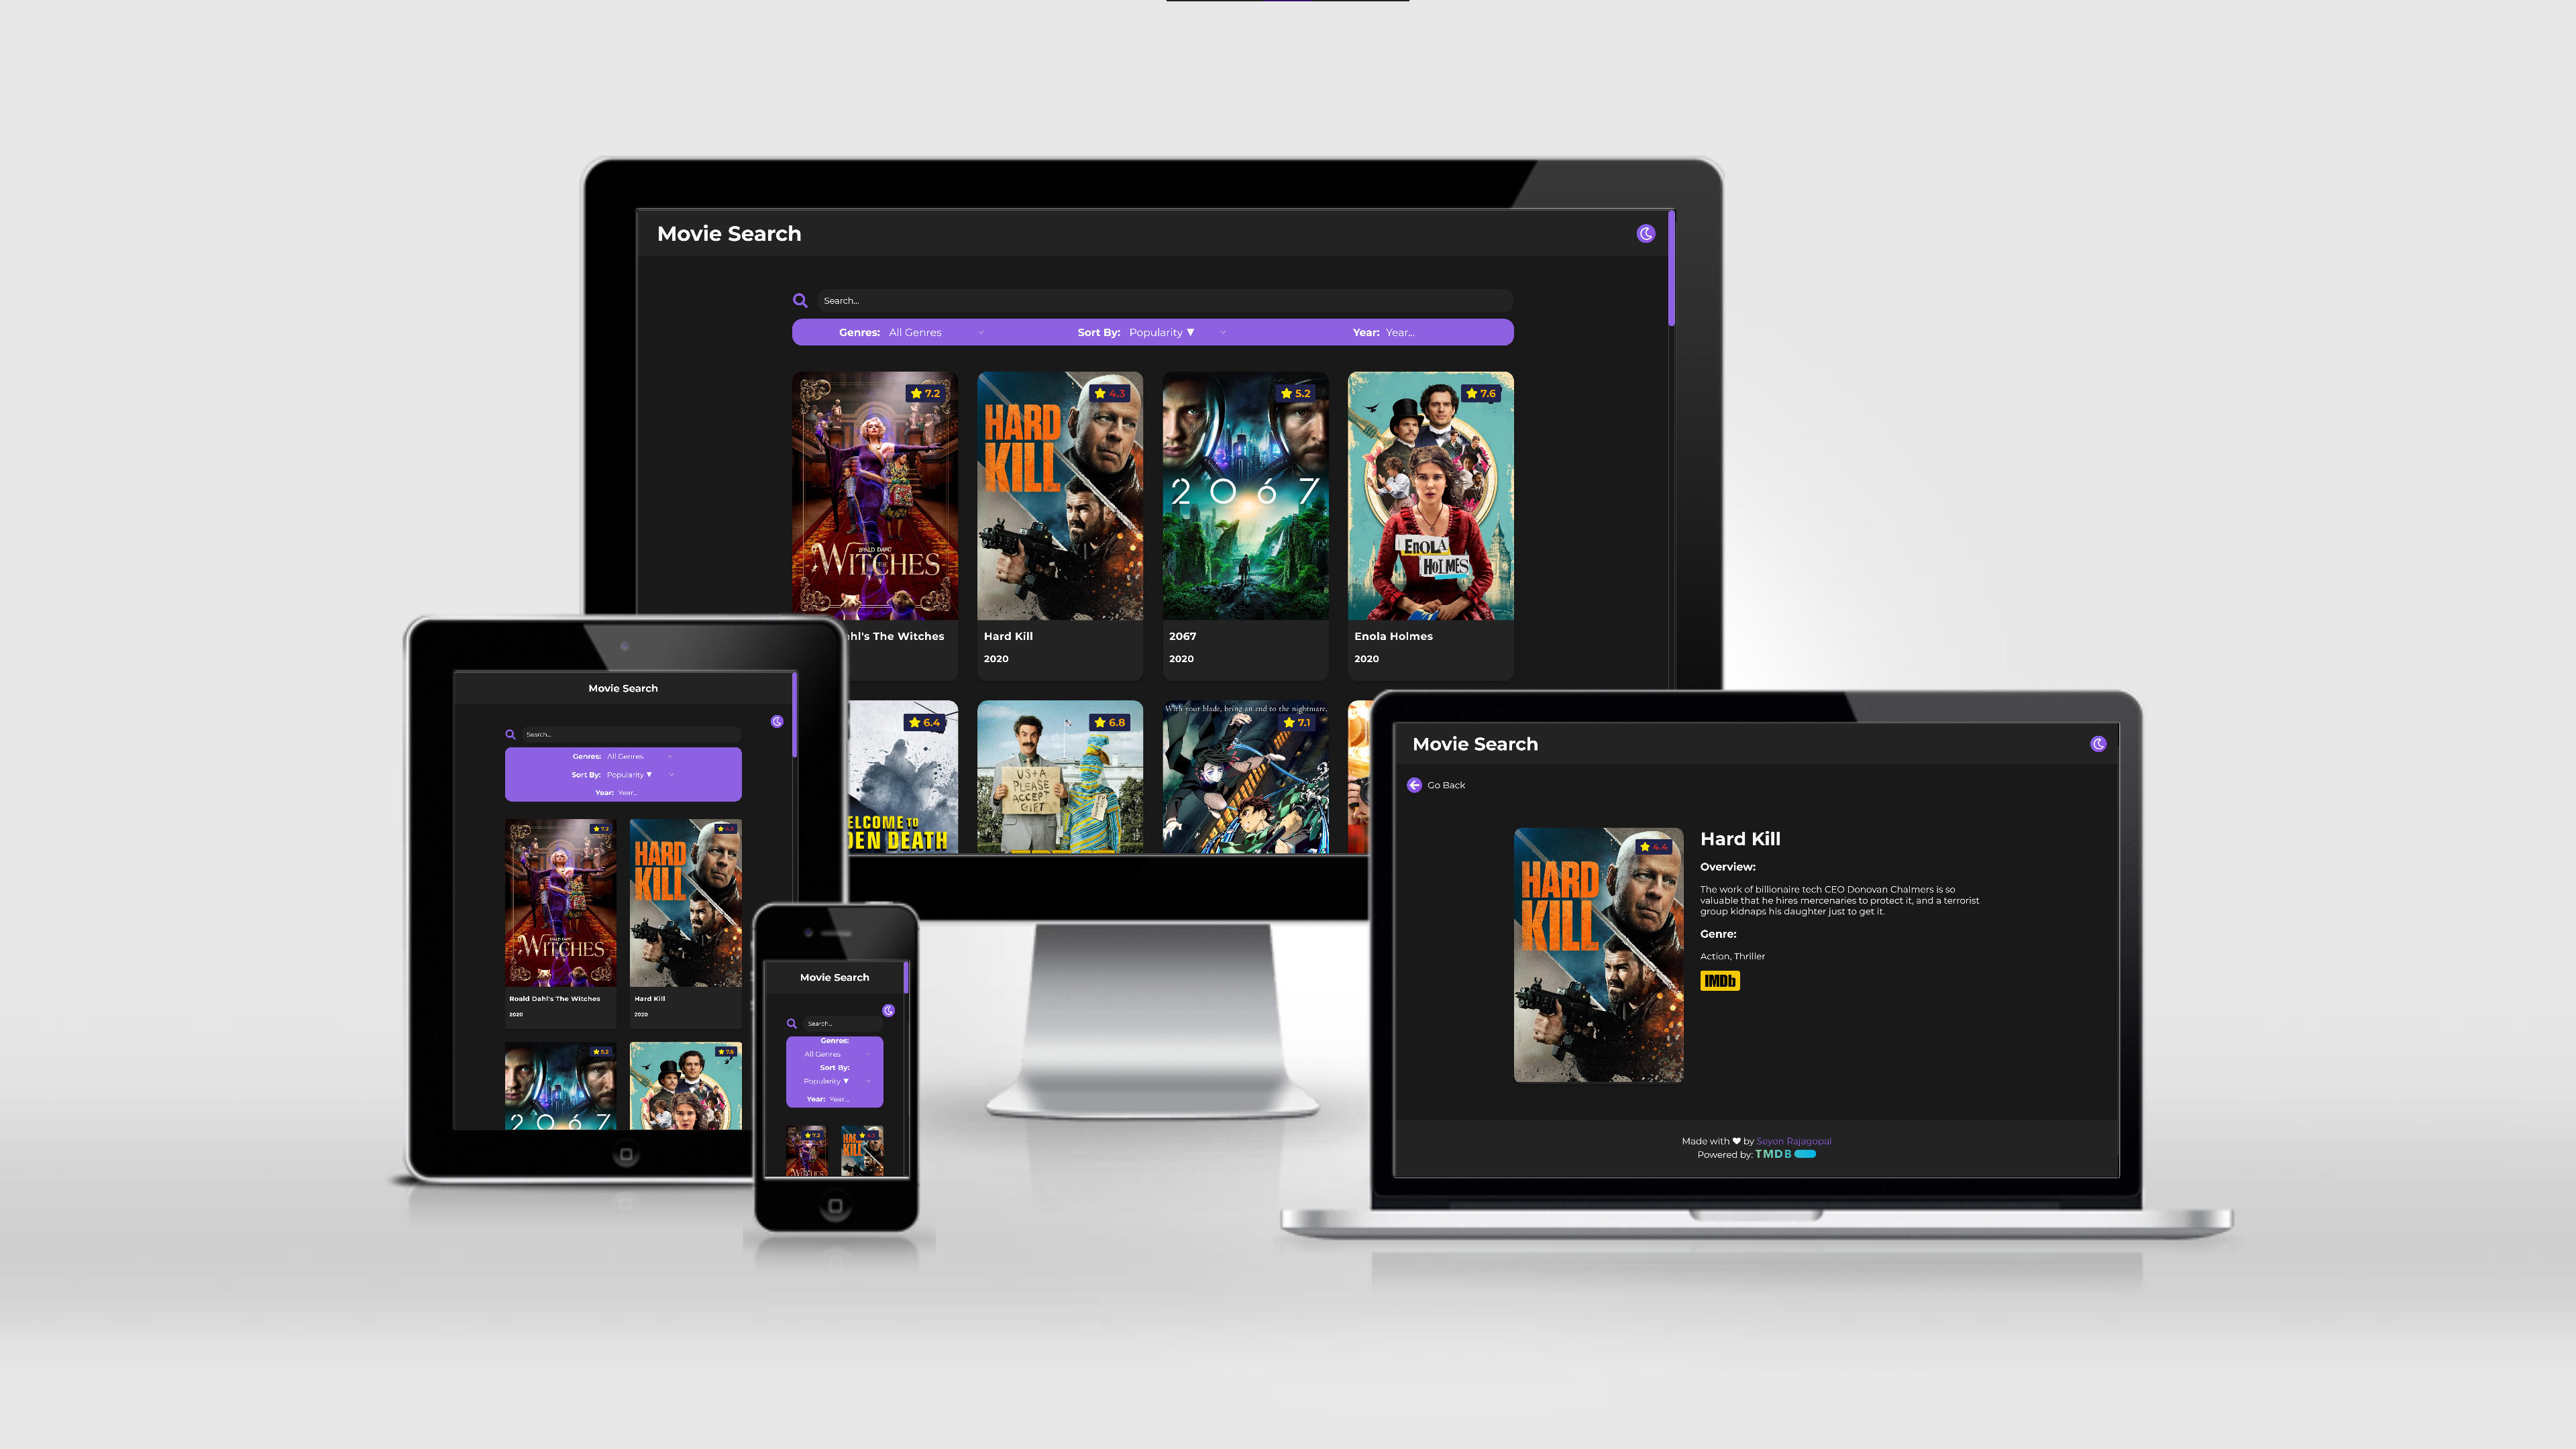 Movie Search
Search...
Genres: All Genres Sort By: Popularity ▼ Year: Year...
7.2
4.3
5.2
7.6
ROALD DAHL'S
THE WITCHES
HARD
KILL
2067
ENOLA
HOLMES
ahl's The Witches
Hard Kill
2020
2067
2020
Enola Holmes
2020
6.4
6.8
With your blade, bring an end to the nightmare.
7.1
ELCOME TO
DEN DEATH
US+A
PLEASE
ACCEPT
GIFT
Movie Search
Search...
Genres: All Genres
Sort By: Popularity ▼
Year: Year...
7.2
4.3
WITCHES
HARD
KILL
Roald Dahl's The Witches
2020
Hard Kill
2020
5.2
7.6
2067
Movie Search
Search...
Genres:
All Genres
Sort By:
Popularity ▼
Year: Year...
7.2
HARD
KILL
Movie Search
Go Back
4.4
HARD
KILL
Hard Kill
Overview:
The work of billionaire tech CEO Donovan Chalmers is so
valuable that he hires mercenaries to protect it, and a terrorist
group kidnaps his daughter just to get it.
Genre:
Action, Thriller
IMDb
Made with ♥ by Seyon Rajagopal
Powered by: TMDB